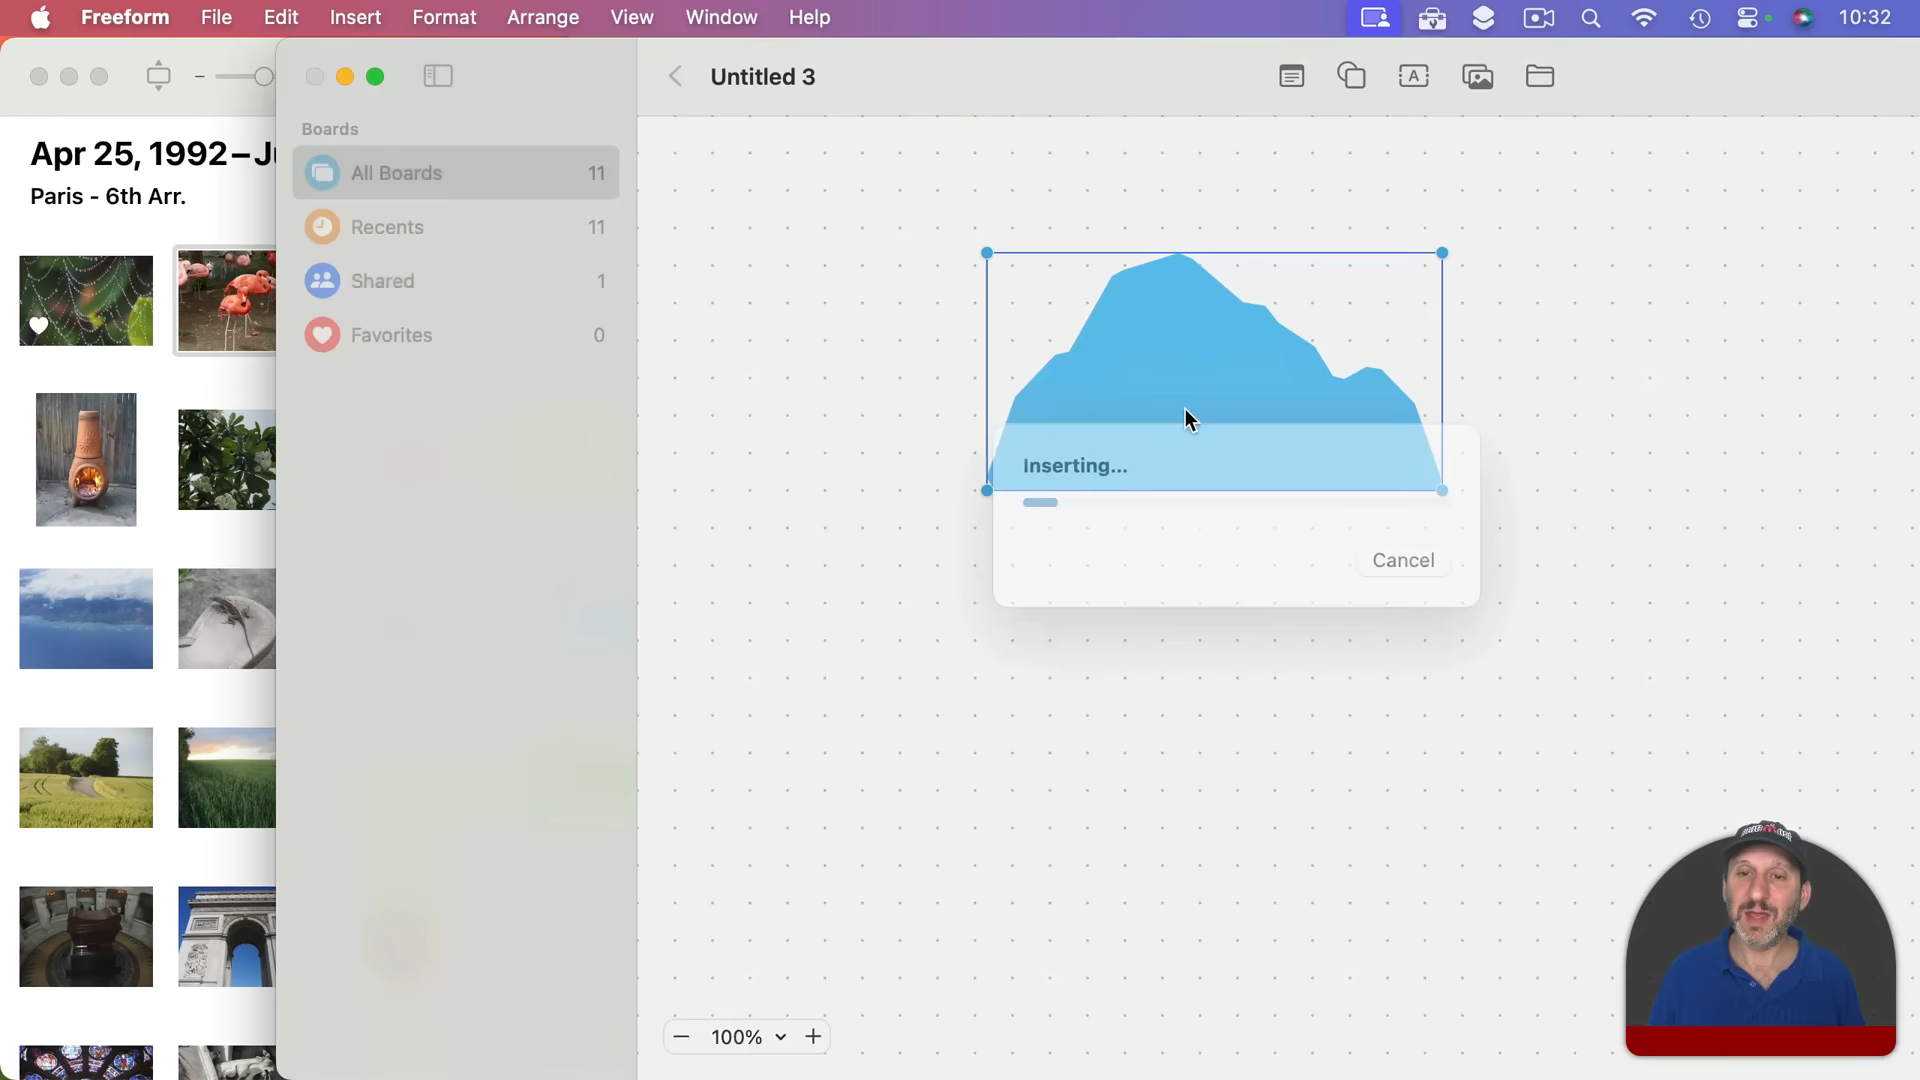 Freeform File Edit Insert Format Arrange View Window Help 10:32
Untitled 3
Apr 25, 1992 –
Paris - 6th Arr.
Boards
All Boards 11
Recents 11
Shared 1
Favorites 0
A
Inserting...
Cancel
100%